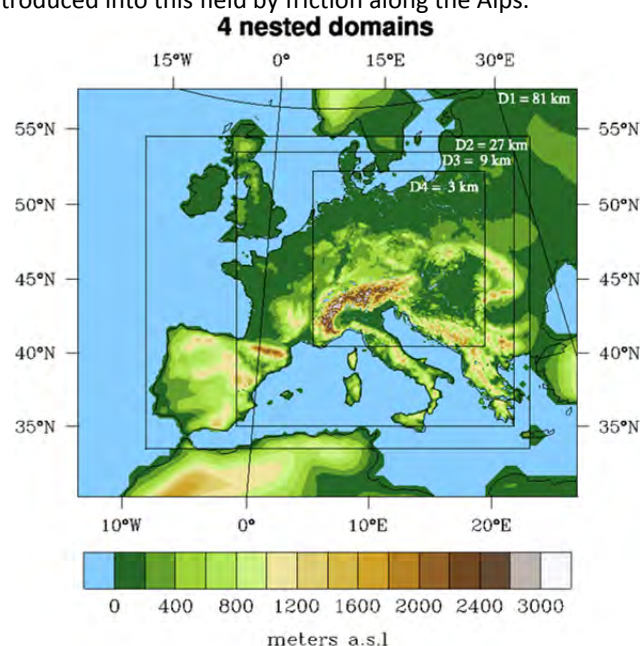 troduced into this field by friction along the Alps.
4 nested domains
15°W 0° 15°E 30°E
D1 = 81 km
55°N 55°N
D2 = 27 km
D3 = 9 km
D4 = 3 km
50°N 50°N
45°N 45°N
40°N 40°N
35°N 35°N
10°W 0° 10°E 20°E
0 400 800 1200 1600 2000 2400 3000
meters a.s.l